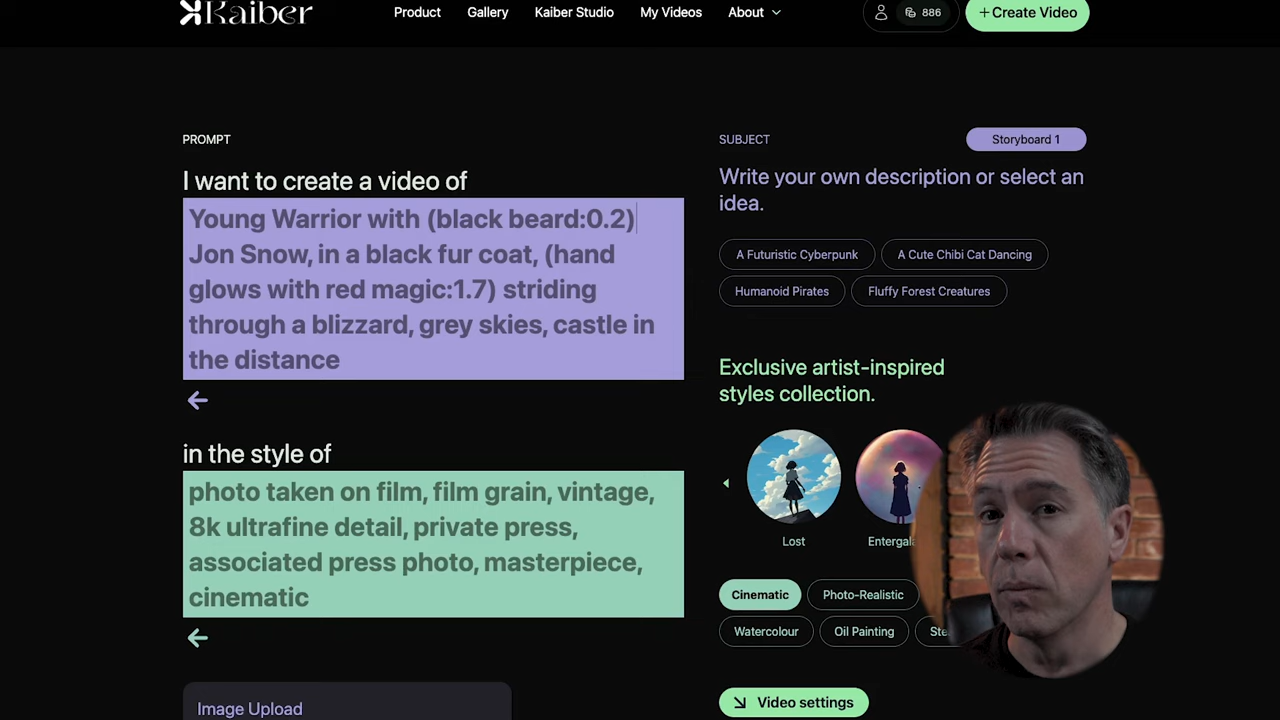 Kaiber
Product
Gallery
Kaiber Studio
My Videos
About
886
+Create Video
PROMPT
I want to create a video of
Young Warrior with (black beard:0.2)
Jon Snow, in a black fur coat, (hand
glows with red magic:1.7) striding
through a blizzard, grey skies, castle in
the distance
in the style of
photo taken on film, film grain, vintage,
8k ultrafine detail, private press,
associated press photo, masterpiece,
cinematic
Image Upload
SUBJECT
Storyboard 1
Write your own description or select an
idea.
A Futuristic Cyberpunk
A Cute Chibi Cat Dancing
Humanoid Pirates
Fluffy Forest Creatures
Exclusive artist-inspired
styles collection.
Lost
Cinematic
Photo-Realistic
Watercolour
Oil Painting
Video settings